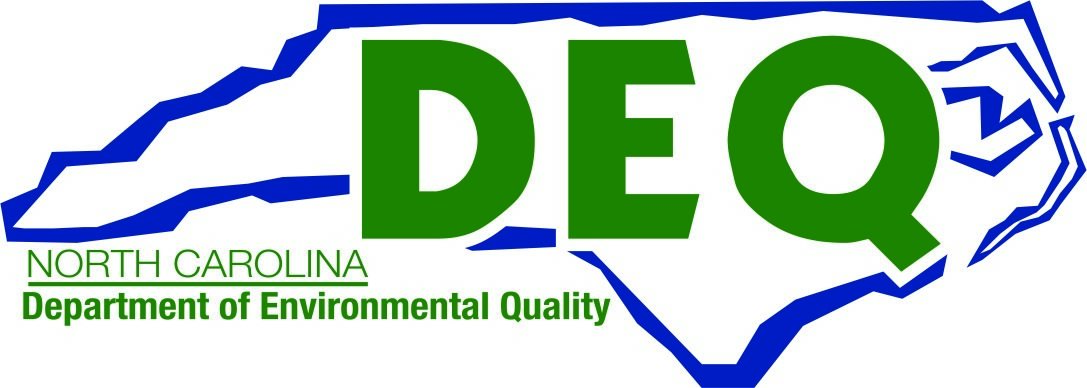 DEQ
NORTH CAROLINA
Department of Environmental Quality